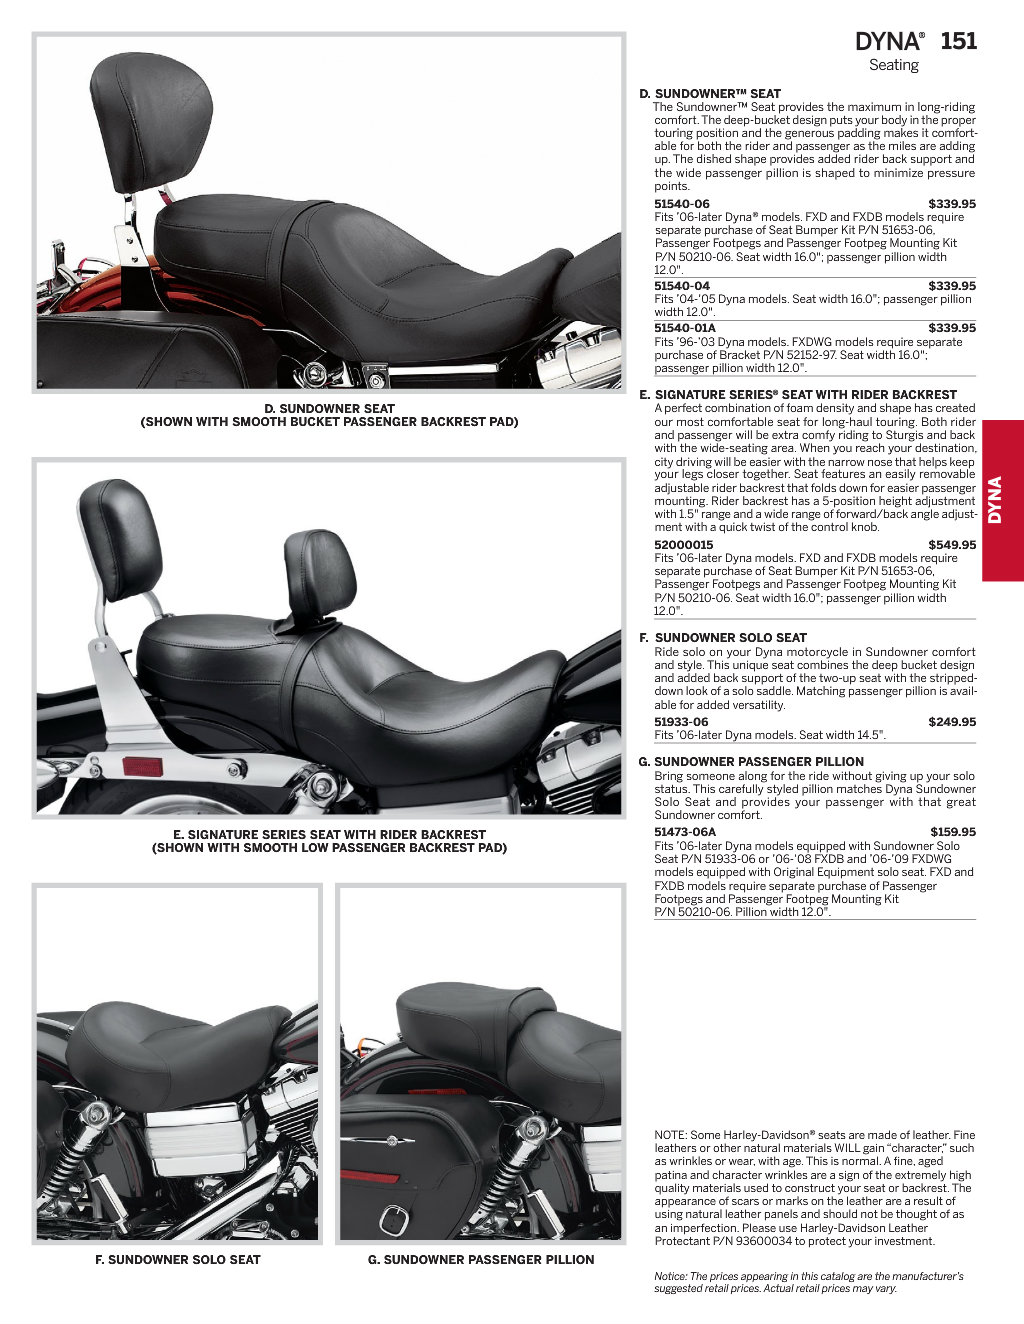 DYNA® 151
Seating
D. SUNDOWNER™ SEAT
The Sundowner™ Seat provides the maximum in long-riding
comfort. The deep-bucket design puts your body in the proper
touring position and the generous padding makes it comfort-
able for both the rider and passenger as the miles are adding
up. The dished shape provides added rider back support and
the wide passenger pillion is shaped to minimize pressure
points.
51540-06 $339.95
Fits ’06-later Dyna® models. FXD and FXDB models require
separate purchase of Seat Bumper Kit P/N 51653-06,
Passenger Footpegs and Passenger Footpeg Mounting Kit
P/N 50210-06. Seat width 16.0"; passenger pillion width
12.0".
51540-04 $339.95
Fits ’04-’05 Dyna models. Seat width 16.0"; passenger pillion
width 12.0".
51540-01A $339.95
Fits ’96-’03 Dyna models. FXDWG models require separate
purchase of Bracket P/N 52152-97. Seat width 16.0";
passenger pillion width 12.0".
D. SUNDOWNER SEAT
(SHOWN WITH SMOOTH BUCKET PASSENGER BACKREST PAD)
E. SIGNATURE SERIES® SEAT WITH RIDER BACKREST
A perfect combination of foam density and shape has created
our most comfortable seat for long-haul touring. Both rider
and passenger will be extra comfy riding to Sturgis and back
with the wide-seating area. When you reach your destination,
city driving will be easier with the narrow nose that helps keep
your legs closer together. Seat features an easily removable
adjustable rider backrest that folds down for easier passenger
mounting. Rider backrest has a 5-position height adjustment
with 1.5" range and a wide range of forward/back angle adjust-
ment with a quick twist of the control knob.
52000015 $549.95
Fits ’06-later Dyna models. FXD and FXDB models require
separate purchase of Seat Bumper Kit P/N 51653-06,
Passenger Footpegs and Passenger Footpeg Mounting Kit
P/N 50210-06. Seat width 16.0"; passenger pillion width
12.0".
DYNA
F. SUNDOWNER SOLO SEAT
Ride solo on your Dyna motorcycle in Sundowner comfort
and style. This unique seat combines the deep bucket design
and added back support of the two-up seat with the stripped-
down look of a solo saddle. Matching passenger pillion is avail-
able for added versatility.
51933-06 $249.95
Fits ’06-later Dyna models. Seat width 14.5".
G. SUNDOWNER PASSENGER PILLION
Bring someone along for the ride without giving up your solo
status. This carefully styled pillion matches Dyna Sundowner
Solo Seat and provides your passenger with that great
Sundowner comfort.
51473-06A $159.95
Fits ’06-later Dyna models equipped with Sundowner Solo
Seat P/N 51933-06 or ’06-’08 FXDB and ’06-’09 FXDWG
models equipped with Original Equipment solo seat. FXD and
FXDB models require separate purchase of Passenger
Footpegs and Passenger Footpeg Mounting Kit
P/N 50210-06. Pillion width 12.0".
E. SIGNATURE SERIES SEAT WITH RIDER BACKREST
(SHOWN WITH SMOOTH LOW PASSENGER BACKREST PAD)
F. SUNDOWNER SOLO SEAT
G. SUNDOWNER PASSENGER PILLION
NOTE: Some Harley-Davidson® seats are made of leather. Fine
leathers or other natural materials WILL gain “character,” such
as wrinkles or wear, with age. This is normal. A fine, aged
patina and character wrinkles are a sign of the extremely high
quality materials used to construct your seat or backrest. The
appearance of scars or marks on the leather are a result of
using natural leather panels and should not be thought of as
an imperfection. Please use Harley-Davidson Leather
Protectant P/N 93600034 to protect your investment.
Notice: The prices appearing in this catalog are the manufacturer’s
suggested retail prices. Actual retail prices may vary.